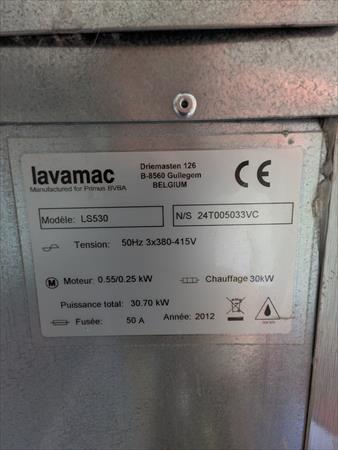 lavamac
Manufactured for Primus BVBA
Driemasten 126
B-8560 Gullegem
BELGIUM
CE
Modèle: LS530
N/S 24T005033VC
Tension: 50Hz 3x380-415V
M Moteur: 0.55/0.25 kW
Chauffage 30kW
Puissance total: 30.70 kW
Fusée: 50 A
Année: 2012